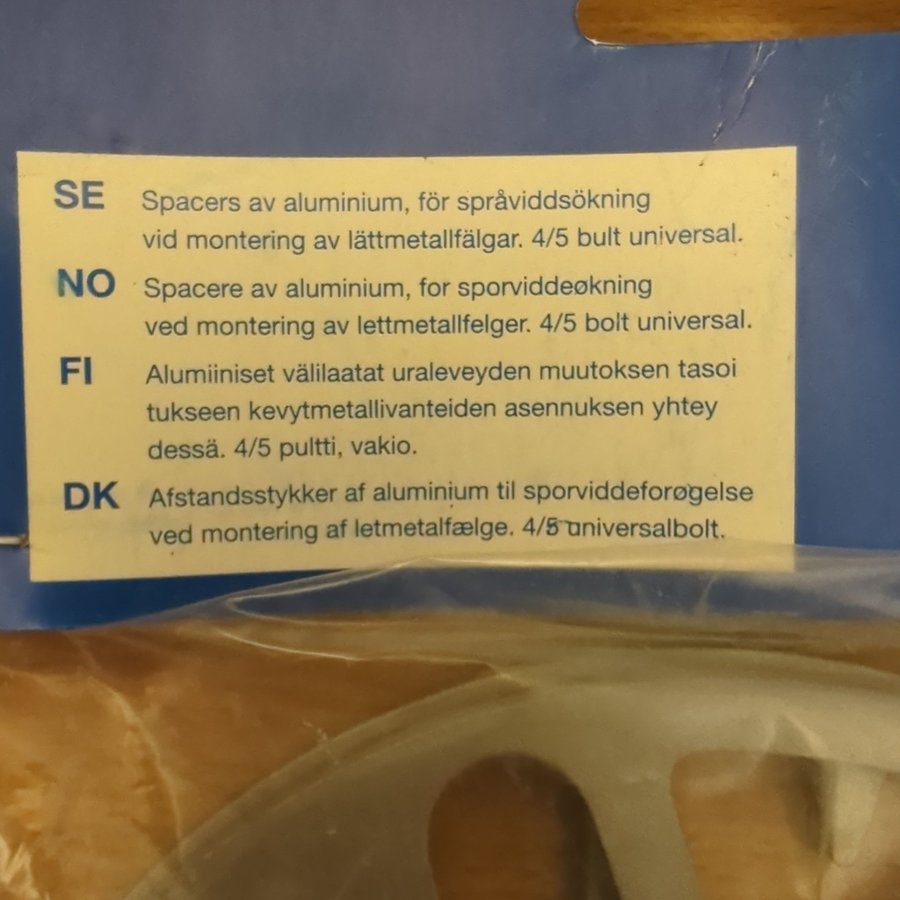 SE Spacers av aluminium, för språviddsökning
vid montering av lättmetallfälgar. 4/5 bult universal.
NO Spacere av aluminium, for sporviddeøkning
ved montering av lettmetallfelger. 4/5 bolt universal.
FI Alumiiniset välilaatat uraleveyden muutoksen tasoi
tukseen kevytmetallivanteiden asennuksen yhtey
dessä. 4/5 pultti, vakio.
DK Afstandsstykker af aluminium til sporviddeforøgelse
ved montering af letmetalfælge. 4/5 universalbolt.